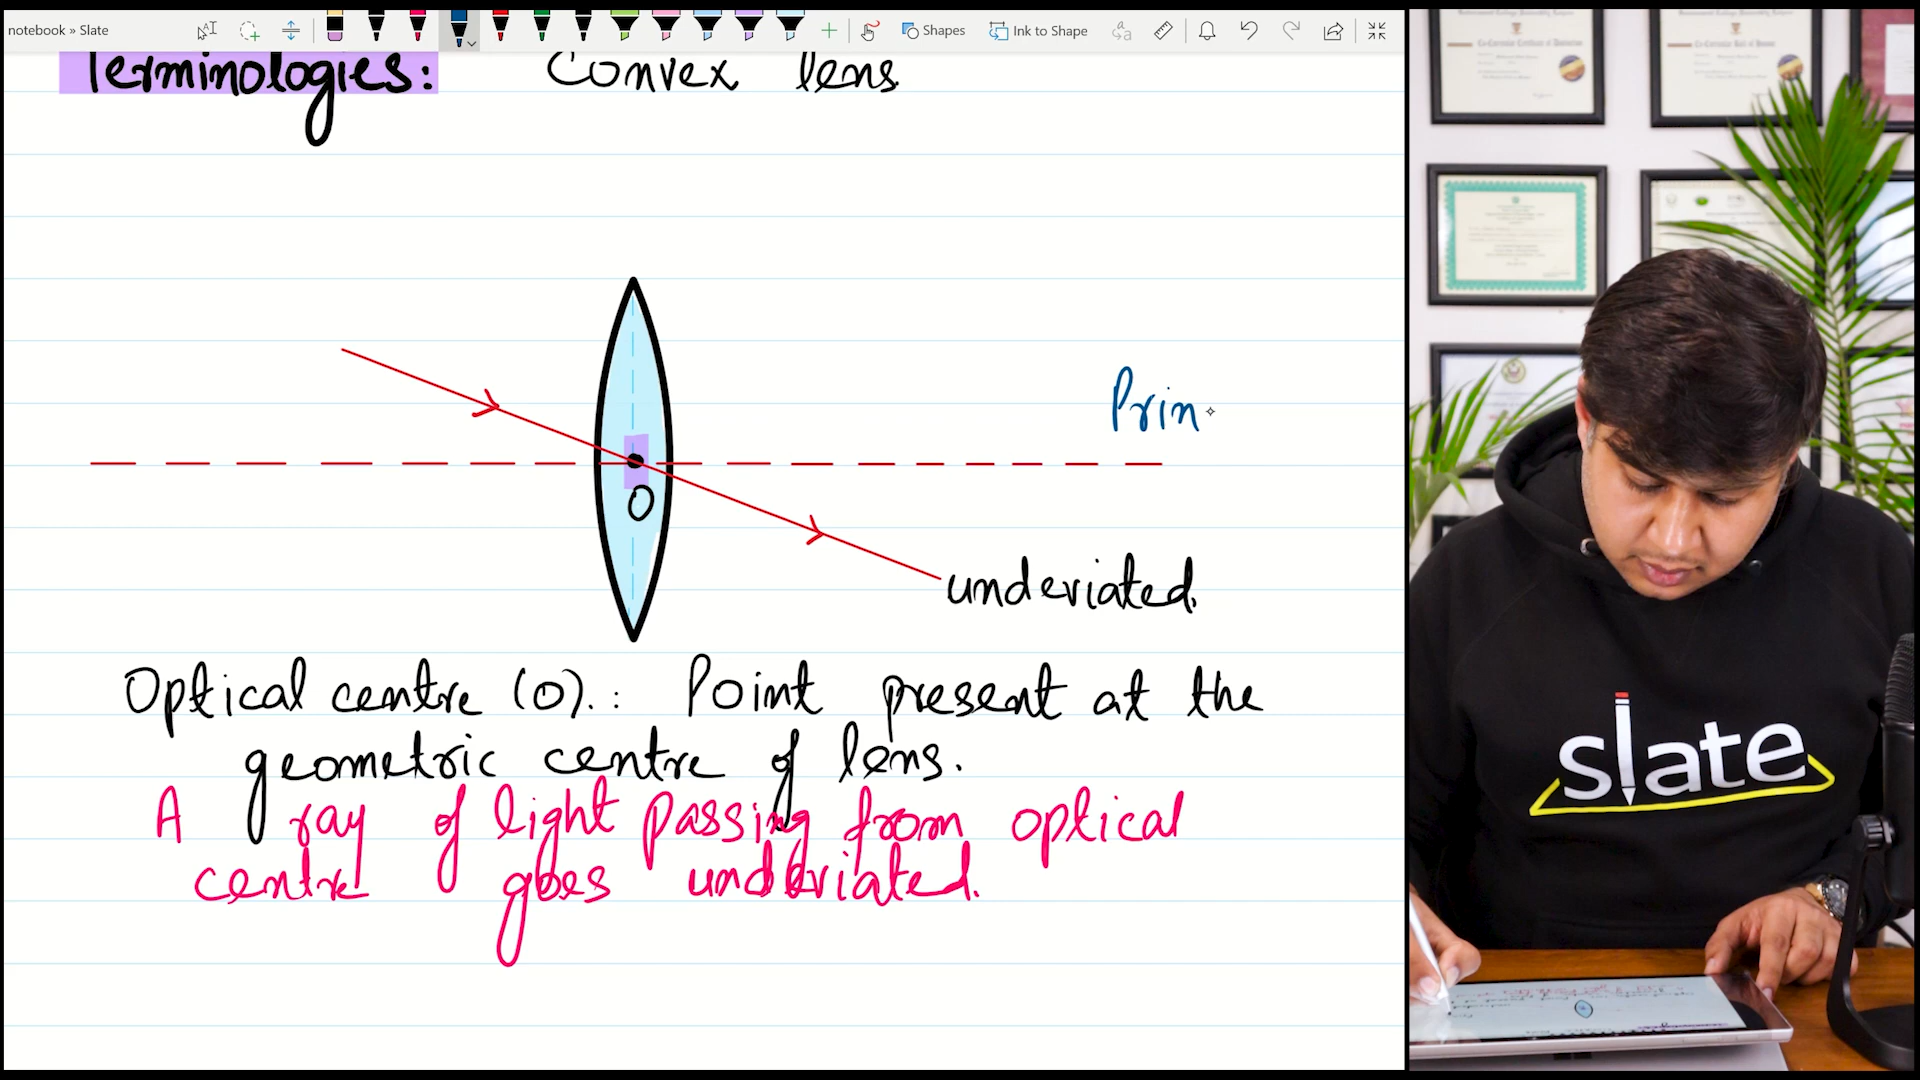 notebook » Slate
Shapes
Ink to Shape
Terminologies: Convex lens
Prin
O
undeviated.
Optical centre (O).: Point present at the
geometric centre of lens.
A ray of light passing from optical
centre goes undeviated.
slate